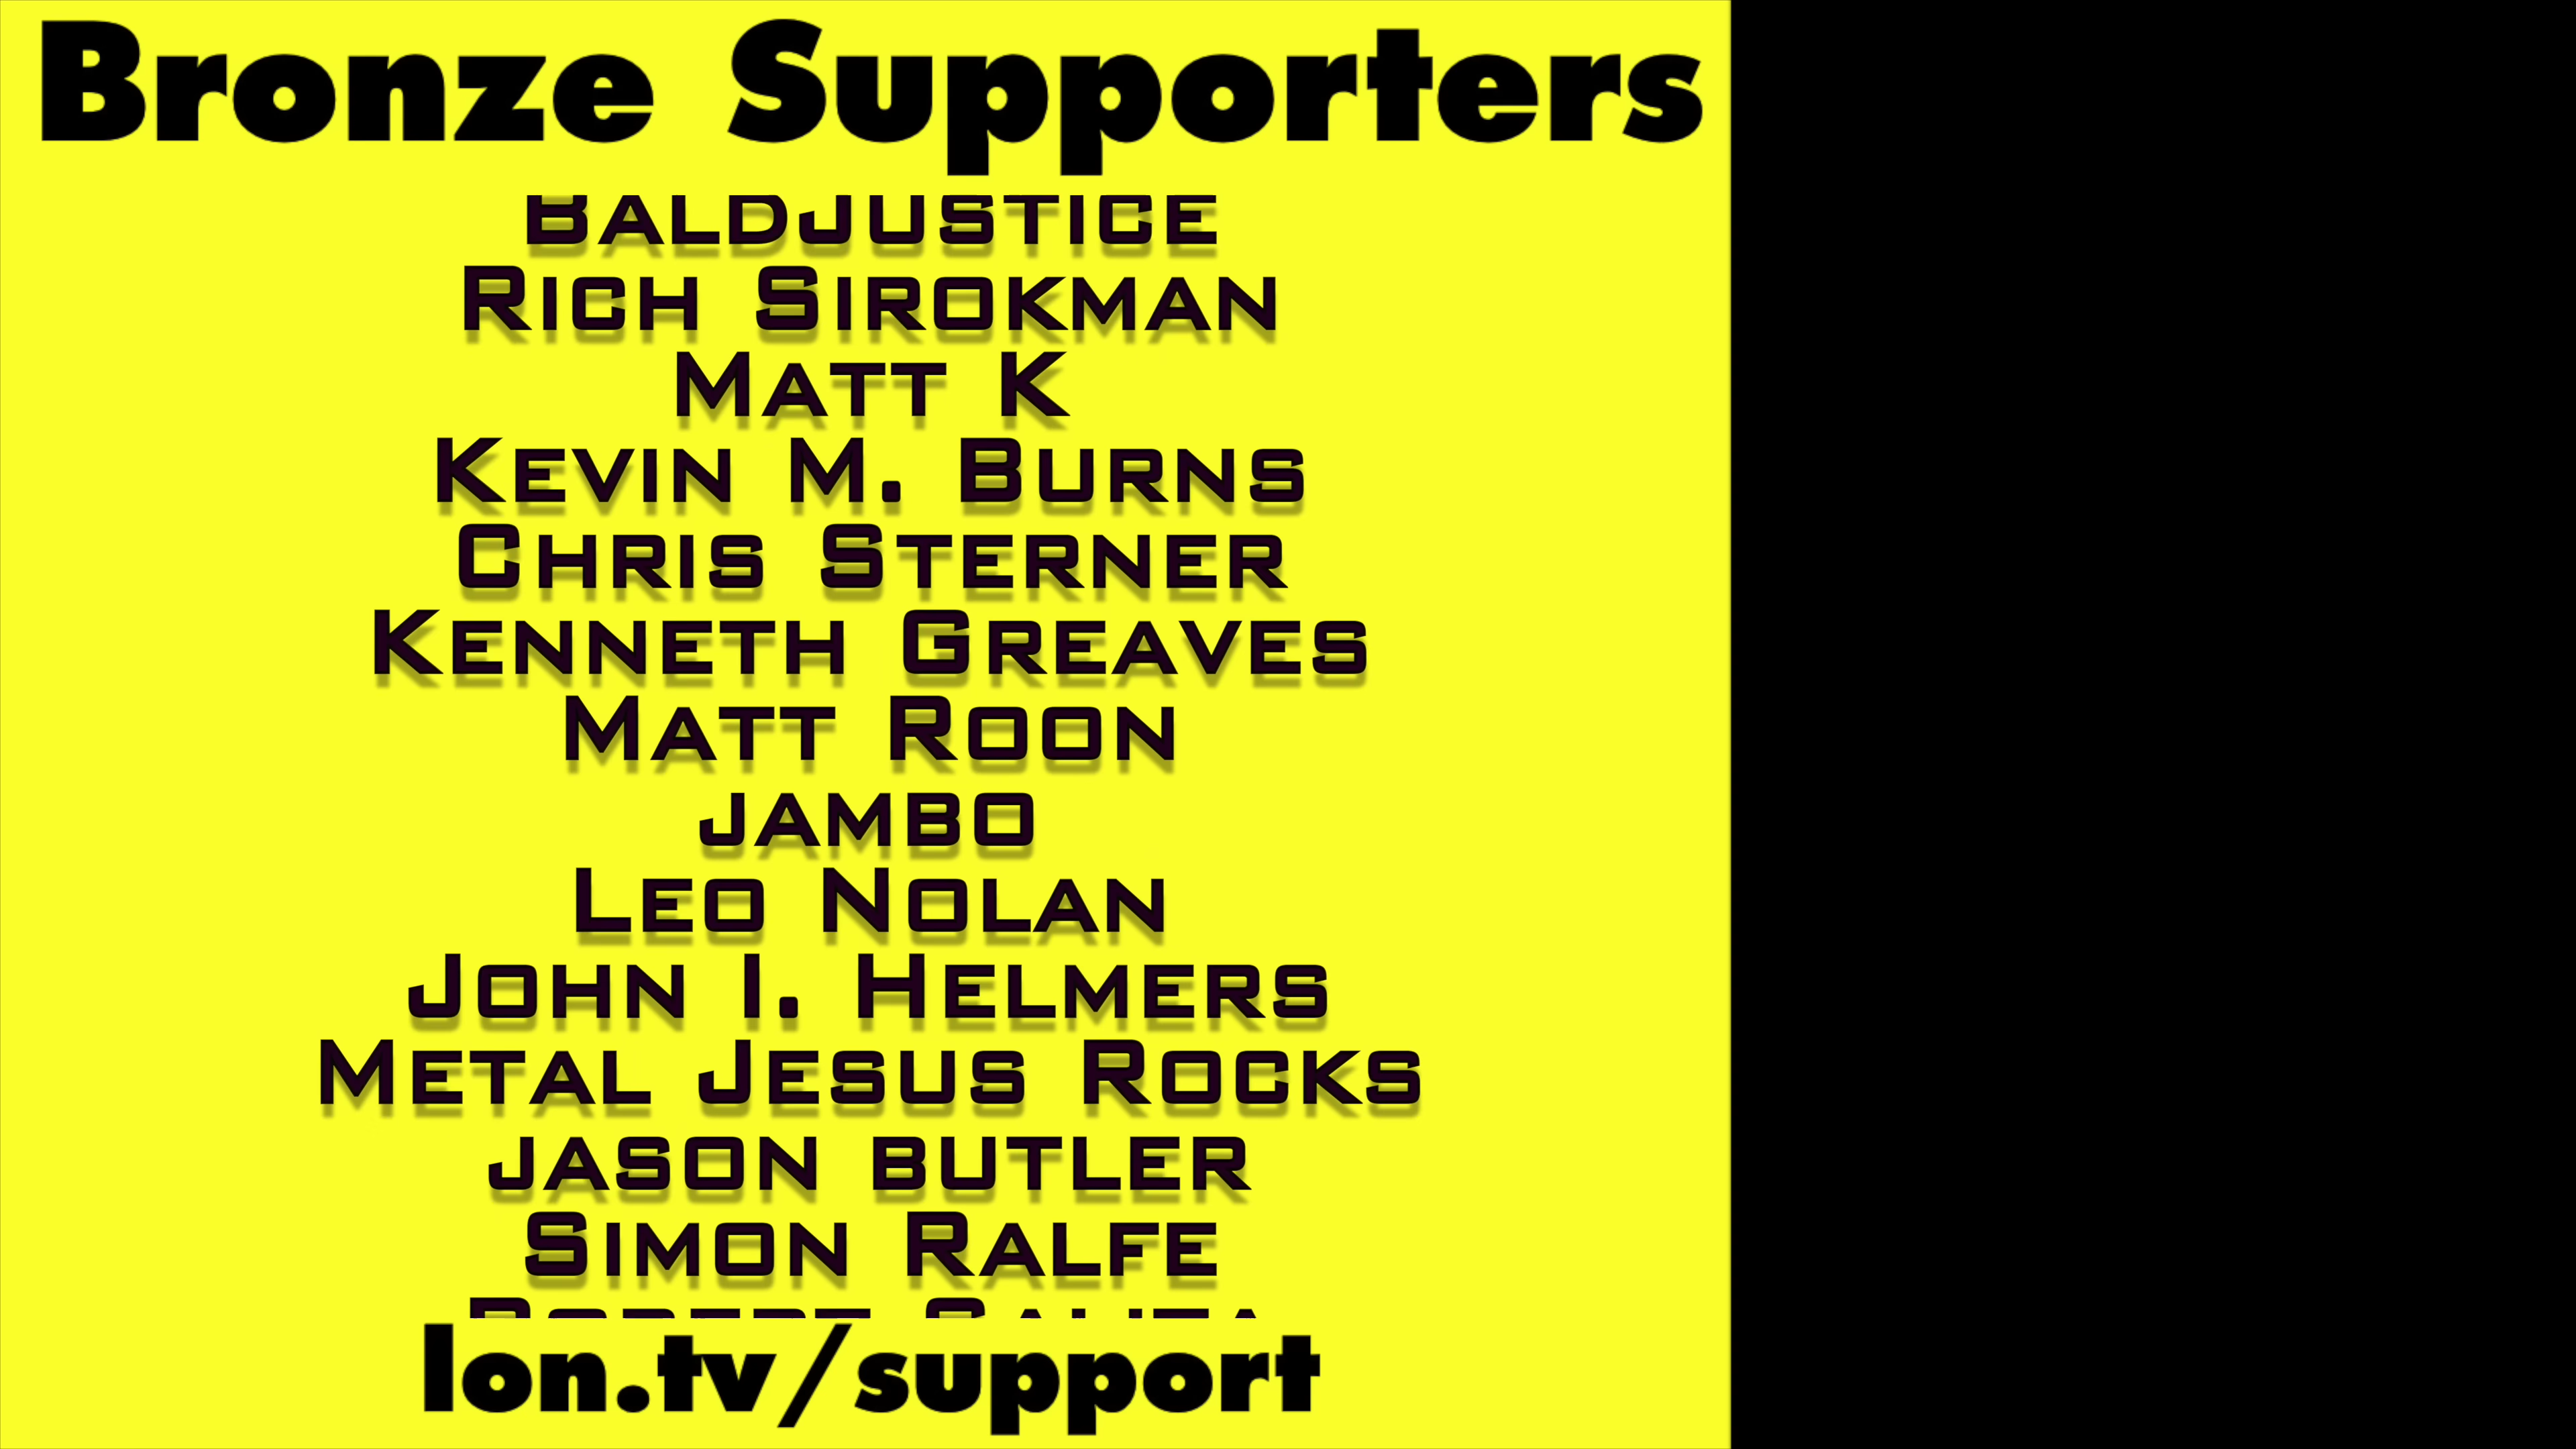 Bronze Supporters
BALDJUSTICE
RICH SIROKMAN
MATT K
KEVIN M. BURNS
CHRIS STERNER
KENNETH GREAVES
MATT ROON
JAMBO
LEO NOLAN
JOHN I. HELMERS
METAL JESUS ROCKS
JASON BUTLER
SIMON RALFE
lon.tv/support